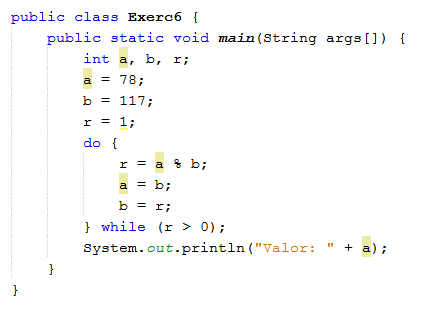 public class Exerc6 {
    public static void main(String args[]) {
        int a, b, r;
        a = 78;
        b = 117;
        r = 1;
        do {
            r = a % b;
            a = b;
            b = r;
        } while (r > 0);
        System.out.println("Valor: " + a);
    }
}